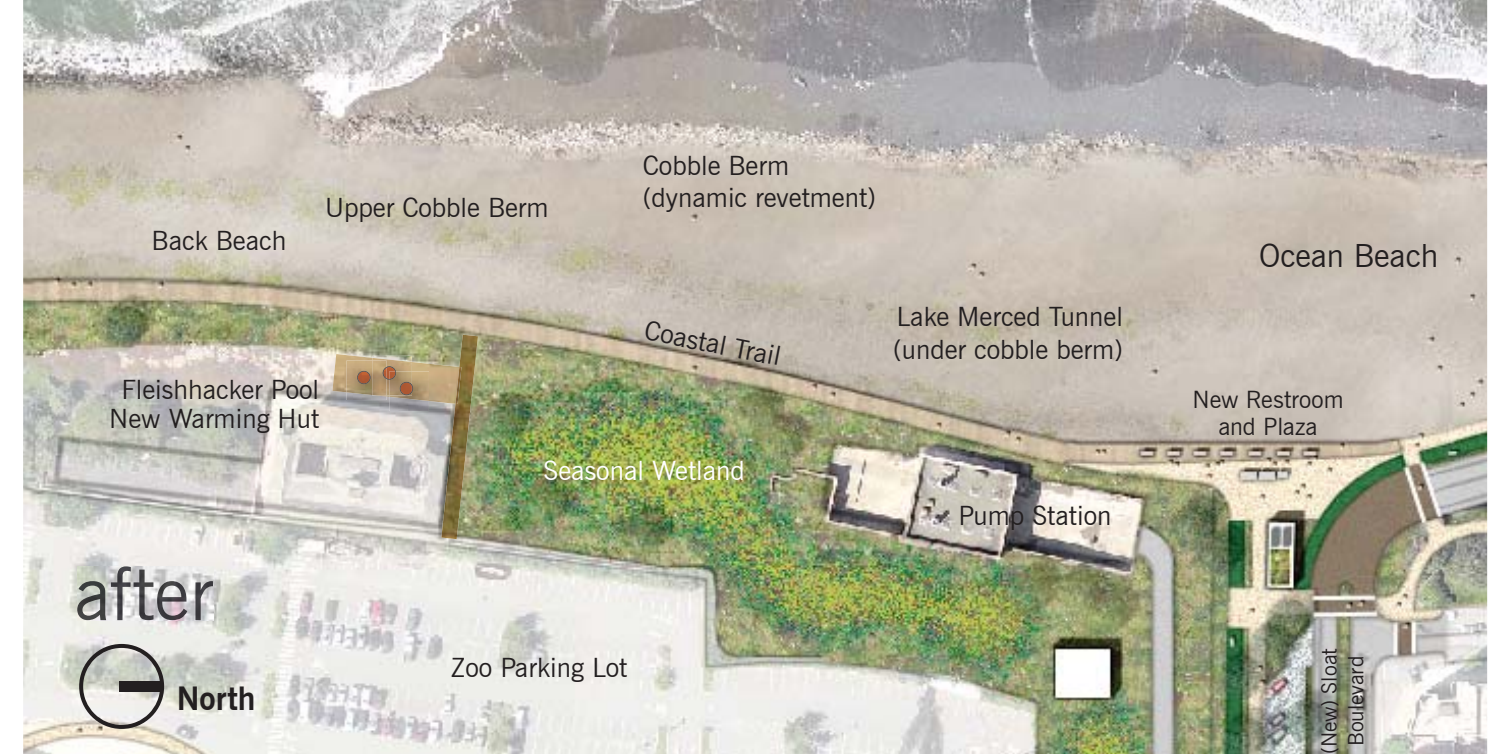 Cobble Berm
(dynamic revetment)
Upper Cobble Berm
Back Beach
Ocean Beach
Lake Merced Tunnel
(under cobble berm)
Coastal Trail
Fleishhacker Pool
New Warming Hut
New Restroom
and Plaza
Seasonal Wetland
Pump Station
after
North
Zoo Parking Lot
(New) Sloat
Boulevard